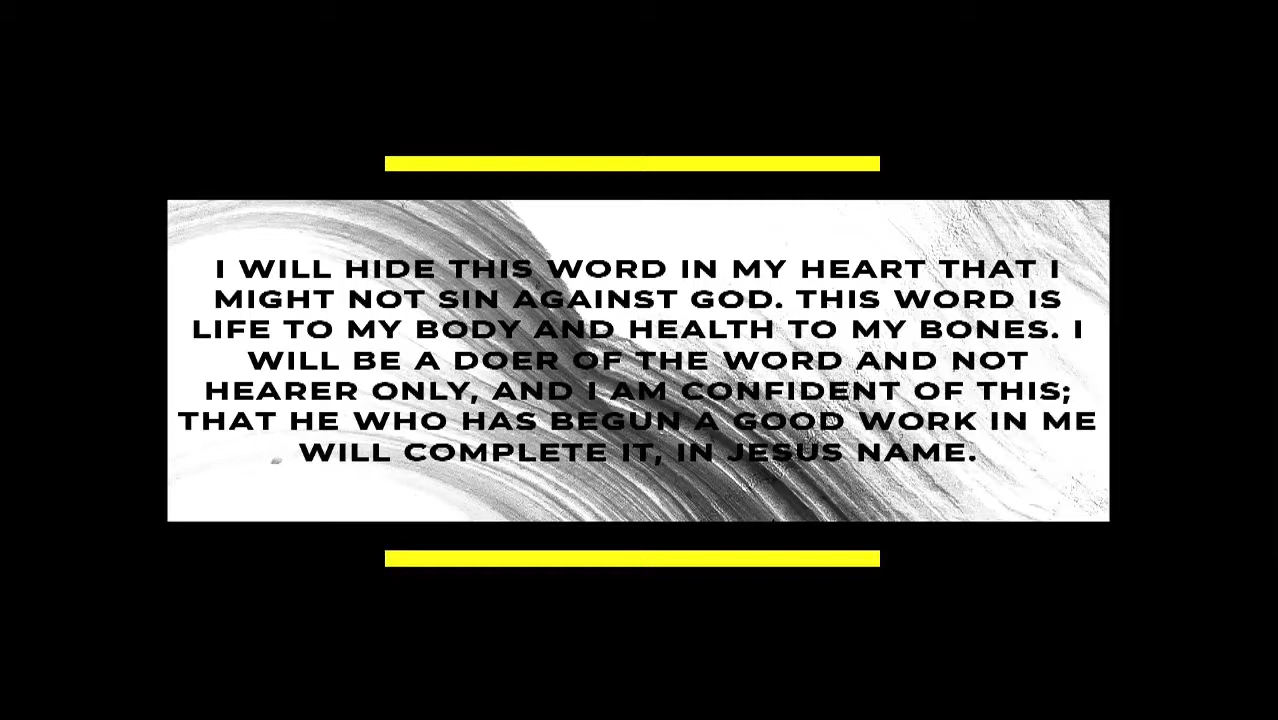 I WILL HIDE THIS WORD IN MY HEART THAT I
MIGHT NOT SIN AGAINST GOD. THIS WORD IS
LIFE TO MY BODY AND HEALTH TO MY BONES. I
WILL BE A DOER OF THE WORD AND NOT
HEARER ONLY, AND I AM CONFIDENT OF THIS;
THAT HE WHO HAS BEGUN A GOOD WORK IN ME
WILL COMPLETE IT, IN JESUS NAME.